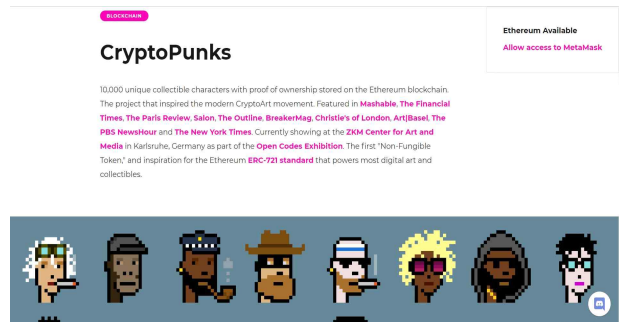 BLOCKCHAIN
CryptoPunks
10,000 unique collectible characters with proof of ownership stored on the Ethereum blockchain.
The project that inspired the modern CryptoArt movement. Featured in Mashable, The Financial
Times, The Paris Review, Salon, The Outline, BreakerMag, Christie's of London, Art|Basel, The
PBS NewsHour and The New York Times. Currently showing at the ZKM Center for Art and
Media in Karlsruhe, Germany as part of the Open Codes Exhibition. The first "Non-Fungible
Token," and inspiration for the Ethereum ERC-721 standard that powers most digital art and
collectibles.
Ethereum Available
Allow access to MetaMask